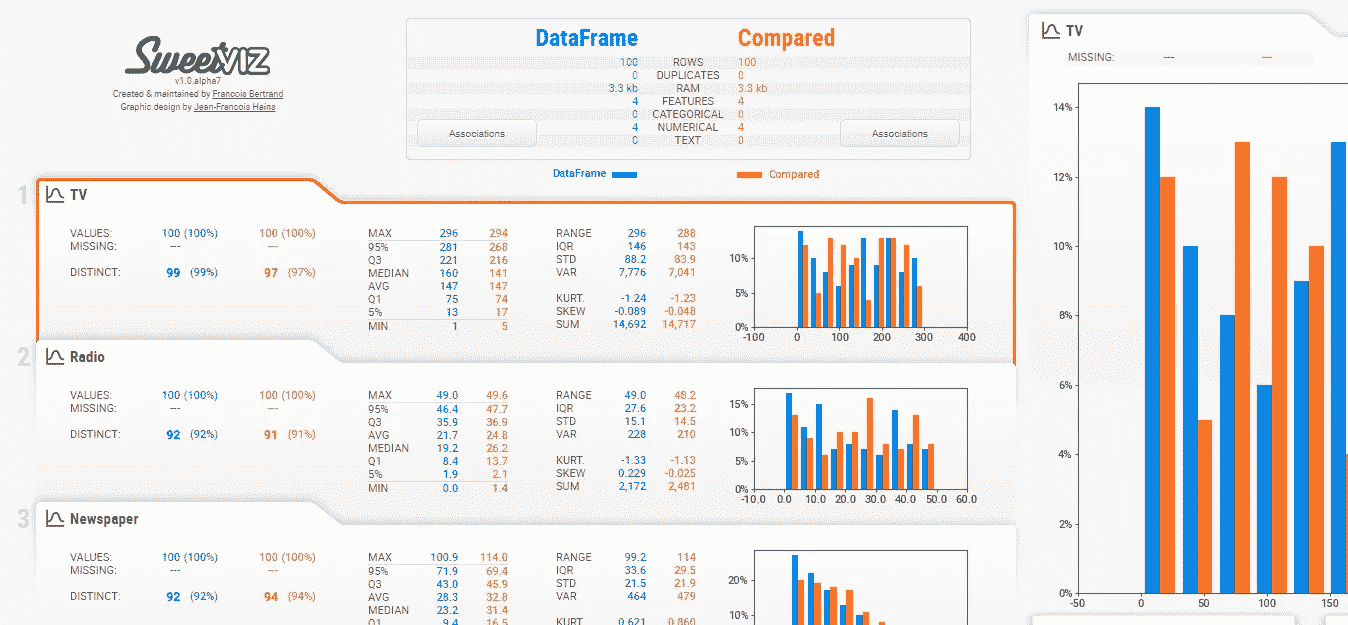 SweetVIZ
v1.0.alpha7
Created & maintained by Francois Bertrand
Graphic design by Jean-Francois Hains
DataFrame Compared
100 ROWS 100
0 DUPLICATES 0
3.3 kb RAM 3.3 kb
4 FEATURES 4
0 CATEGORICAL 0
4 NUMERICAL 4
0 TEXT 0
Associations
Associations
DataFrame
Compared
1
TV
VALUES: 100 (100%) 100 (100%)
MISSING: --- ---
DISTINCT: 99 (99%) 97 (97%)
MAX 296 294
95% 281 268
Q3 221 216
MEDIAN 160 141
AVG 147 147
Q1 75 74
5% 13 17
MIN 1 5
RANGE 296 288
IQR 146 143
STD 88.2 83.9
VAR 7,776 7,041
KURT. -1.24 -1.23
SKEW -0.089 -0.048
SUM 14,692 14,717
10%
5%
0%
-100 0 100 200 300 400
2
Radio
VALUES: 100 (100%) 100 (100%)
MISSING: --- ---
DISTINCT: 92 (92%) 91 (91%)
MAX 49.0 49.6
95% 46.4 47.7
Q3 35.9 36.9
AVG 21.7 24.8
MEDIAN 19.2 26.2
Q1 8.4 13.7
5% 1.9 2.1
MIN 0.0 1.4
RANGE 49.0 48.2
IQR 27.6 23.2
STD 15.1 14.5
VAR 228 210
KURT. -1.33 -1.13
SKEW 0.229 -0.025
SUM 2,172 2,481
15%
10%
5%
0%
-10.0 0.0 10.0 20.0 30.0 40.0 50.0 60.0
3
Newspaper
VALUES: 100 (100%) 100 (100%)
MISSING: --- ---
DISTINCT: 92 (92%) 94 (94%)
MAX 100.9 114.0
95% 71.9 69.4
Q3 43.0 45.9
AVG 28.3 32.8
MEDIAN 23.2 31.4
Q1 9.4 16.5
RANGE 99.2 114
IQR 33.6 29.5
STD 21.5 21.9
VAR 464 479
KURT. 0.621 0.860
20%
10%
TV
MISSING: --- ---
14%
12%
10%
8%
6%
4%
2%
0%
-50 0 50 100 150